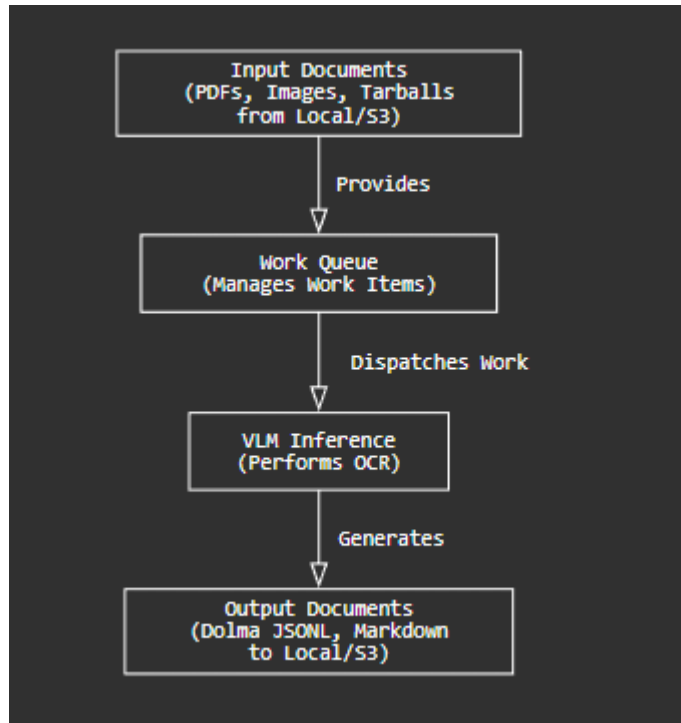 Input Documents
(PDFs, Images, Tarballs
from Local/S3)
Provides
Work Queue
(Manages Work Items)
Dispatches Work
VLM Inference
(Performs OCR)
Generates
Output Documents
(Dolma JSONL, Markdown
to Local/S3)